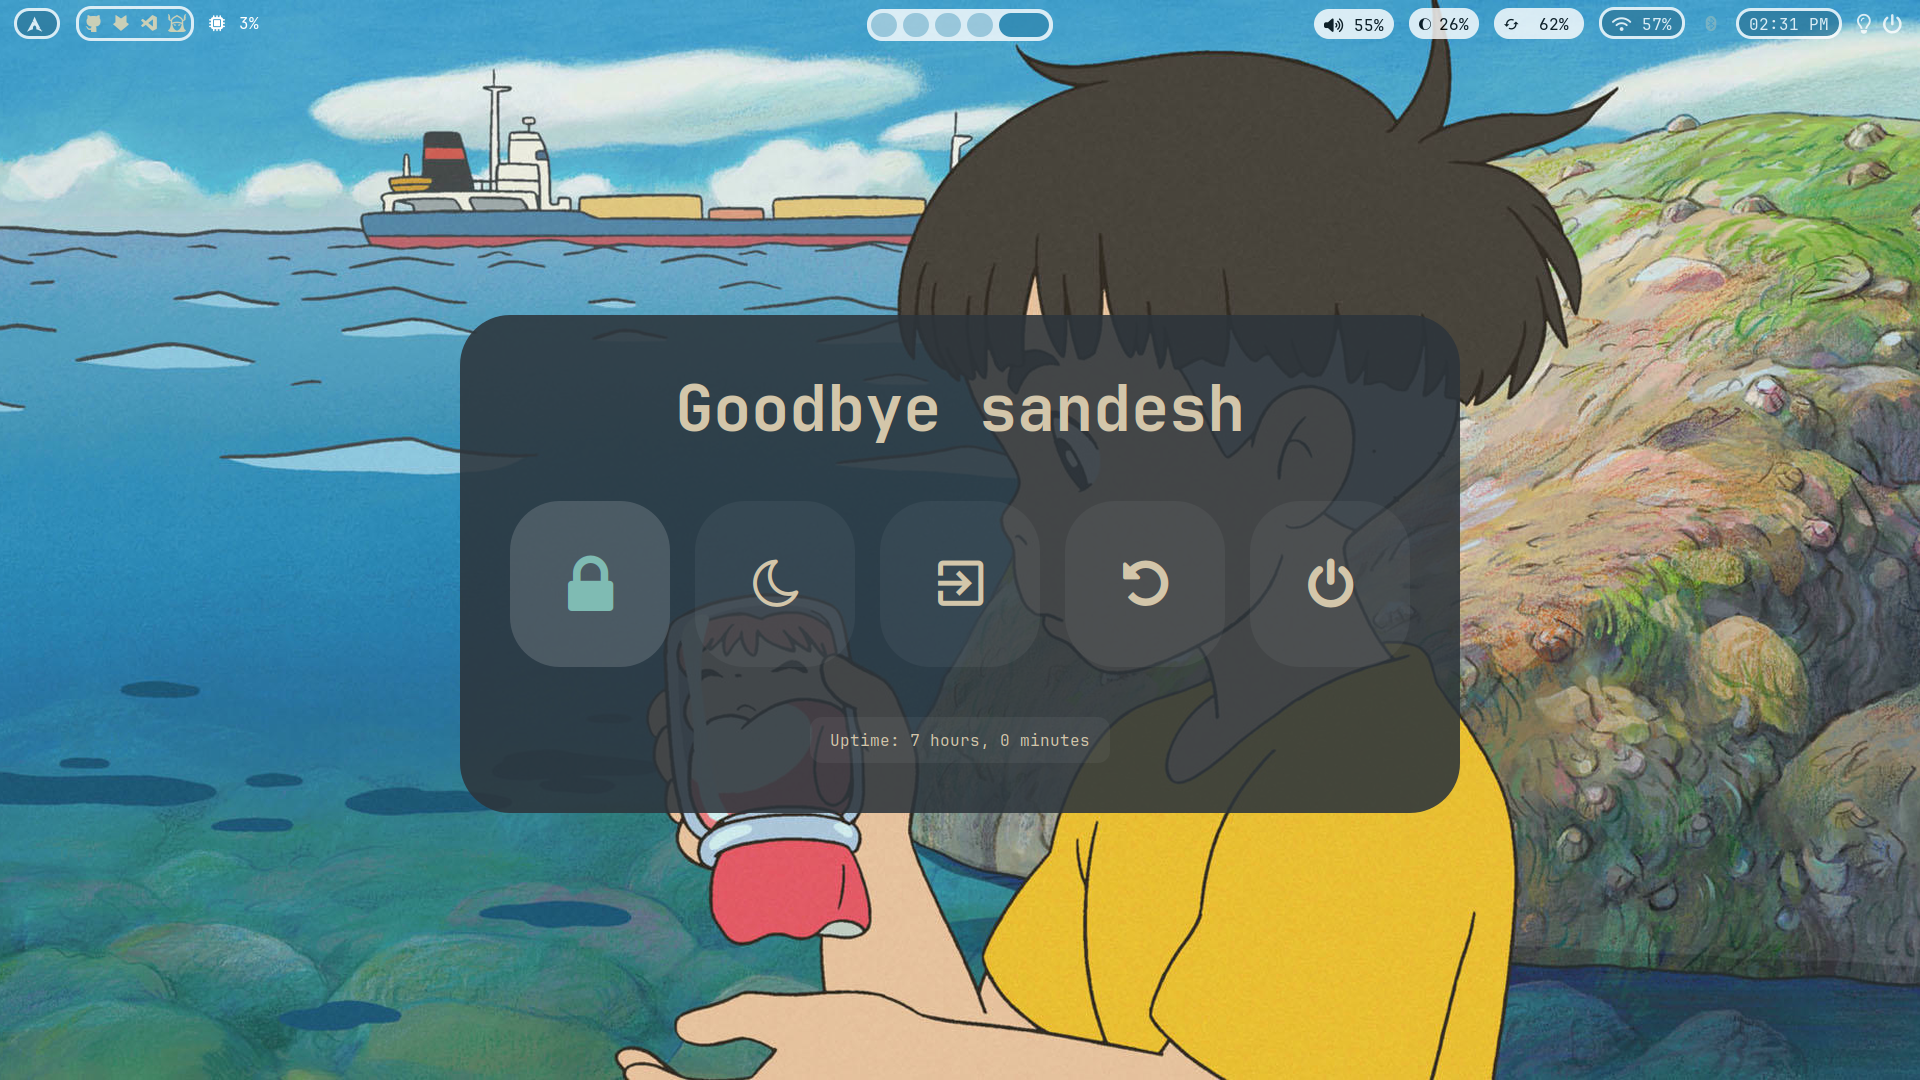 3%
55%
26%
62%
57%
02:31 PM
Goodbye sandesh
Uptime: 7 hours, 0 minutes